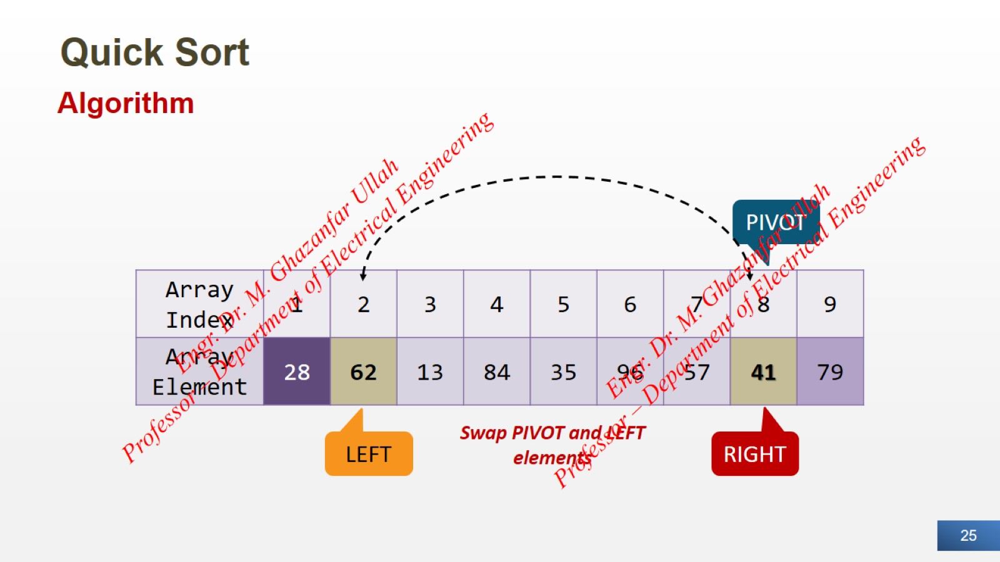 Quick Sort
Algorithm
Engr. Dr. M. Ghazanfar Ullah
Professor – Department of Electrical Engineering
Engr. Dr. M. Ghazanfar Ullah
Professor – Department of Electrical Engineering
PIVOT
Array Index 1 2 3 4 5 6 7 8 9
Array Element 28 62 13 84 35 96 57 41 79
Swap PIVOT and LEFT
elements
LEFT
RIGHT
25